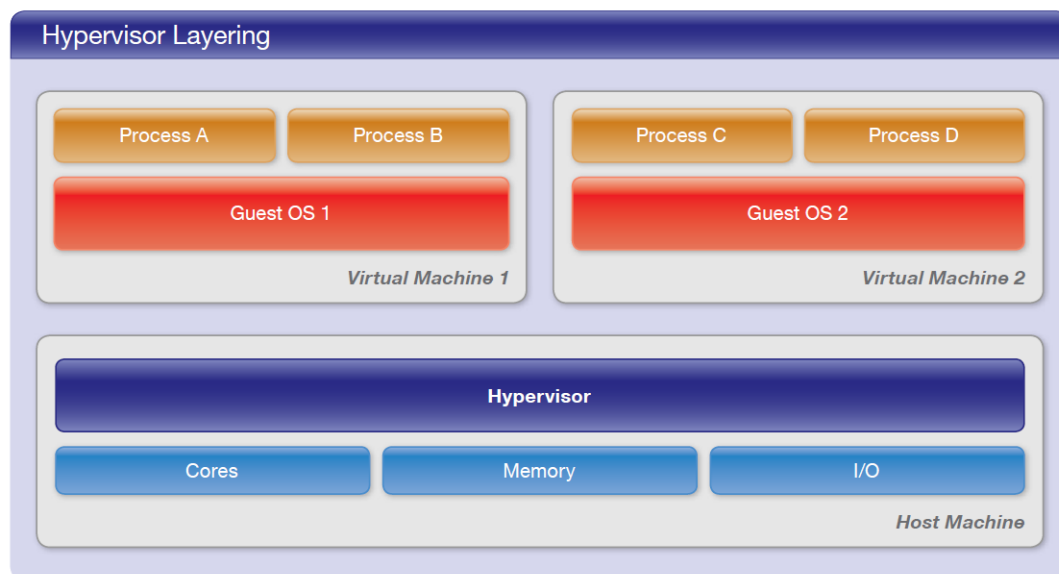 Hypervisor Layering
Process A
Process B
Process C
Process D
Guest OS 1
Guest OS 2
Virtual Machine 1
Virtual Machine 2
Hypervisor
Cores
Memory
I/O
Host Machine